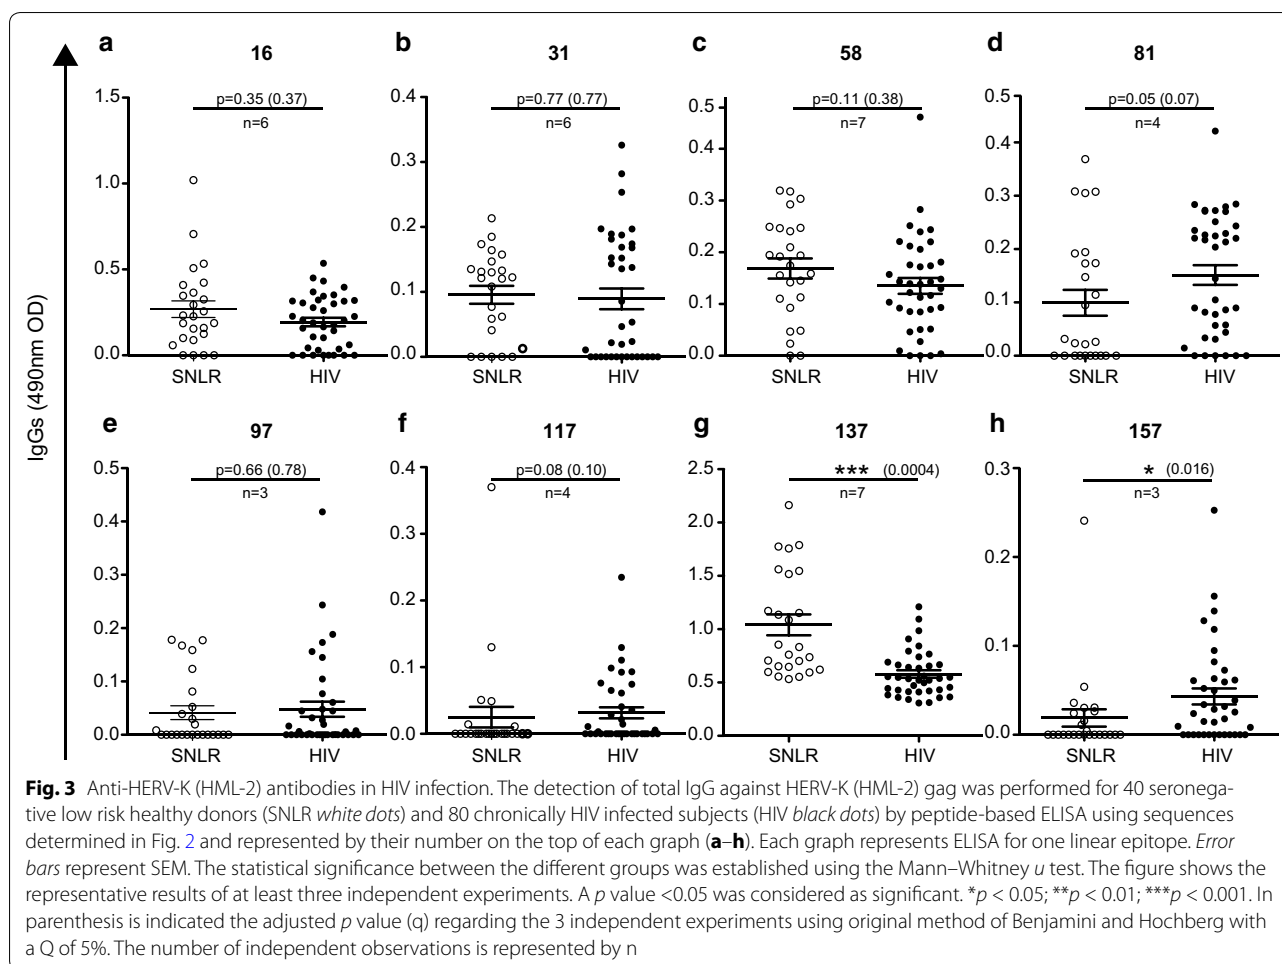 a
16
b
31
c
58
d
81
p=0.35 (0.37)
n=6
p=0.77 (0.77)
n=6
p=0.11 (0.38)
n=7
p=0.05 (0.07)
n=4
1.5
1.0
0.5
0.0
SNLR HIV
0.4
0.3
0.2
0.1
0.0
SNLR HIV
0.5
0.4
0.3
0.2
0.1
0.0
SNLR HIV
0.5
0.4
0.3
0.2
0.1
0.0
SNLR HIV
IgGs (490nm OD)
e
97
f
117
g
137
h
157
p=0.66 (0.78)
n=3
p=0.08 (0.10)
n=4
*** (0.0004)
n=7
* (0.016)
n=3
0.5
0.4
0.3
0.2
0.1
0.0
SNLR HIV
0.4
0.3
0.2
0.1
0.0
SNLR HIV
2.5
2.0
1.5
1.0
0.5
0.0
SNLR HIV
0.3
0.2
0.1
0.0
SNLR HIV
Fig. 3 Anti-HERV-K (HML-2) antibodies in HIV infection. The detection of total IgG against HERV-K (HML-2) gag was performed for 40 seronega-
tive low risk healthy donors (SNLR white dots) and 80 chronically HIV infected subjects (HIV black dots) by peptide-based ELISA using sequences
determined in Fig. 2 and represented by their number on the top of each graph (a–h). Each graph represents ELISA for one linear epitope. Error
bars represent SEM. The statistical significance between the different groups was established using the Mann–Whitney u test. The figure shows the
representative results of at least three independent experiments. A p value <0.05 was considered as significant. *p < 0.05; **p < 0.01; ***p < 0.001. In
parenthesis is indicated the adjusted p value (q) regarding the 3 independent experiments using original method of Benjamini and Hochberg with
a Q of 5%. The number of independent observations is represented by n